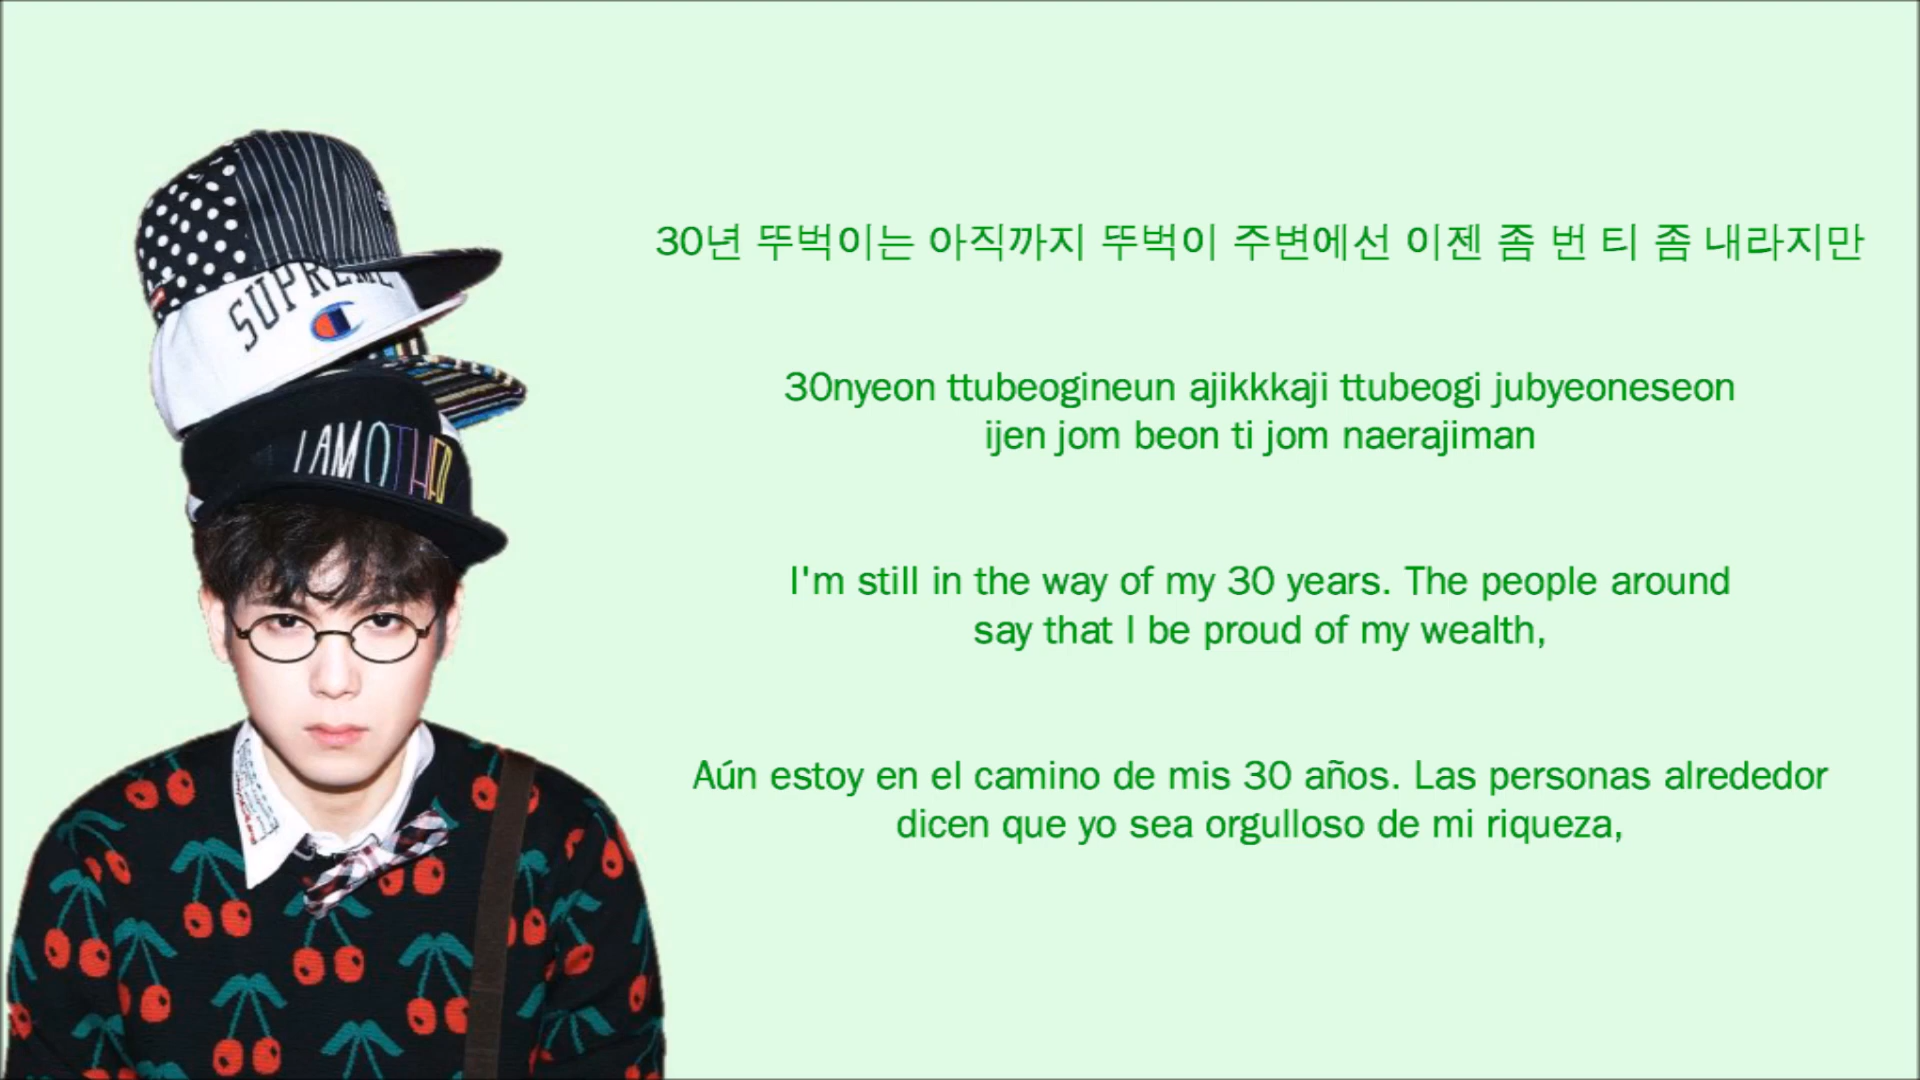 SUPREME
I AM OTHER
30년 뚜벅이는 아직까지 뚜벅이 주변에선 이젠 좀 번 티 좀 내라지만
30nyeon ttubeogineun ajikkkaji ttubeogi jubyeoneseon
ijen jom beon ti jom naerajiman
I'm still in the way of my 30 years. The people around
say that I be proud of my wealth,
Aún estoy en el camino de mis 30 años. Las personas alrededor
dicen que yo sea orgulloso de mi riqueza,